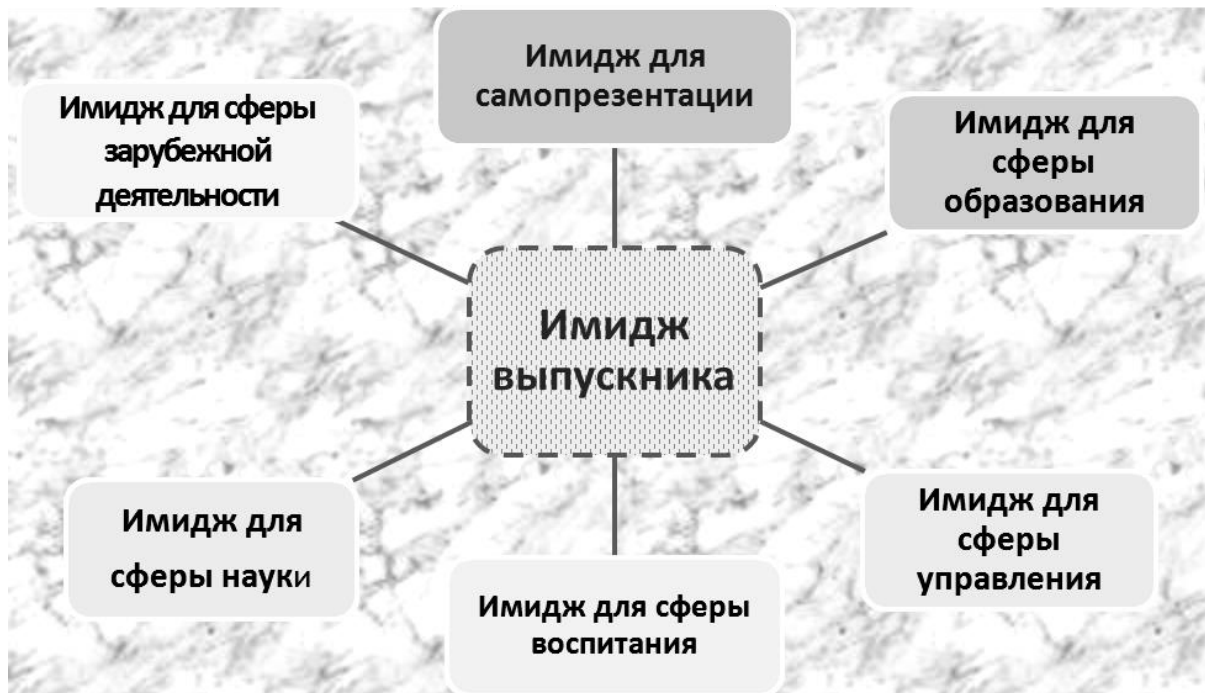 Имидж для
самопрезентации
Имидж для сферы
зарубежной
деятельности
Имидж для
сферы
образования
Имидж
выпускника
Имидж для
сферы науки
Имидж для сферы
воспитания
Имидж для
сферы
управления